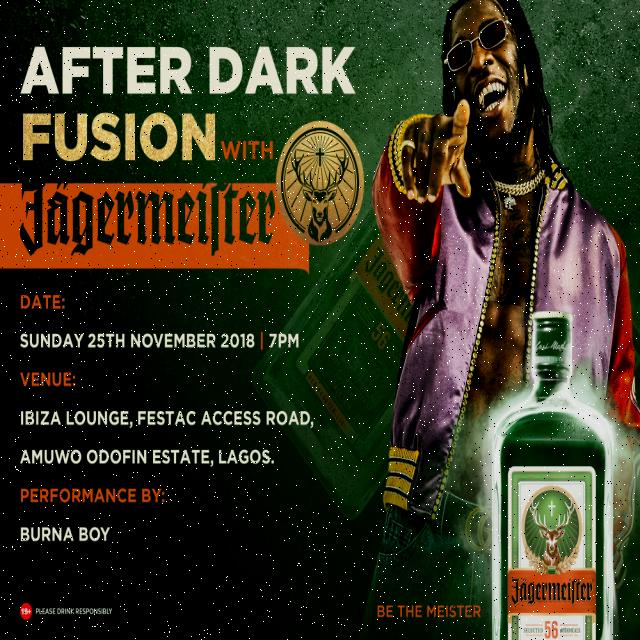 AFTER DARK
FUSION WITH
Jägermeiſter
DATE:
SUNDAY 25TH NOVEMBER 2018 | 7PM
VENUE:
IBIZA LOUNGE, FESTAC ACCESS ROAD,
AMUWO ODOFIN ESTATE, LAGOS.
PERFORMANCE BY:
BURNA BOY
PLEASE DRINK RESPONSIBLY
BE THE MEISTER
Jägermeiſter
56